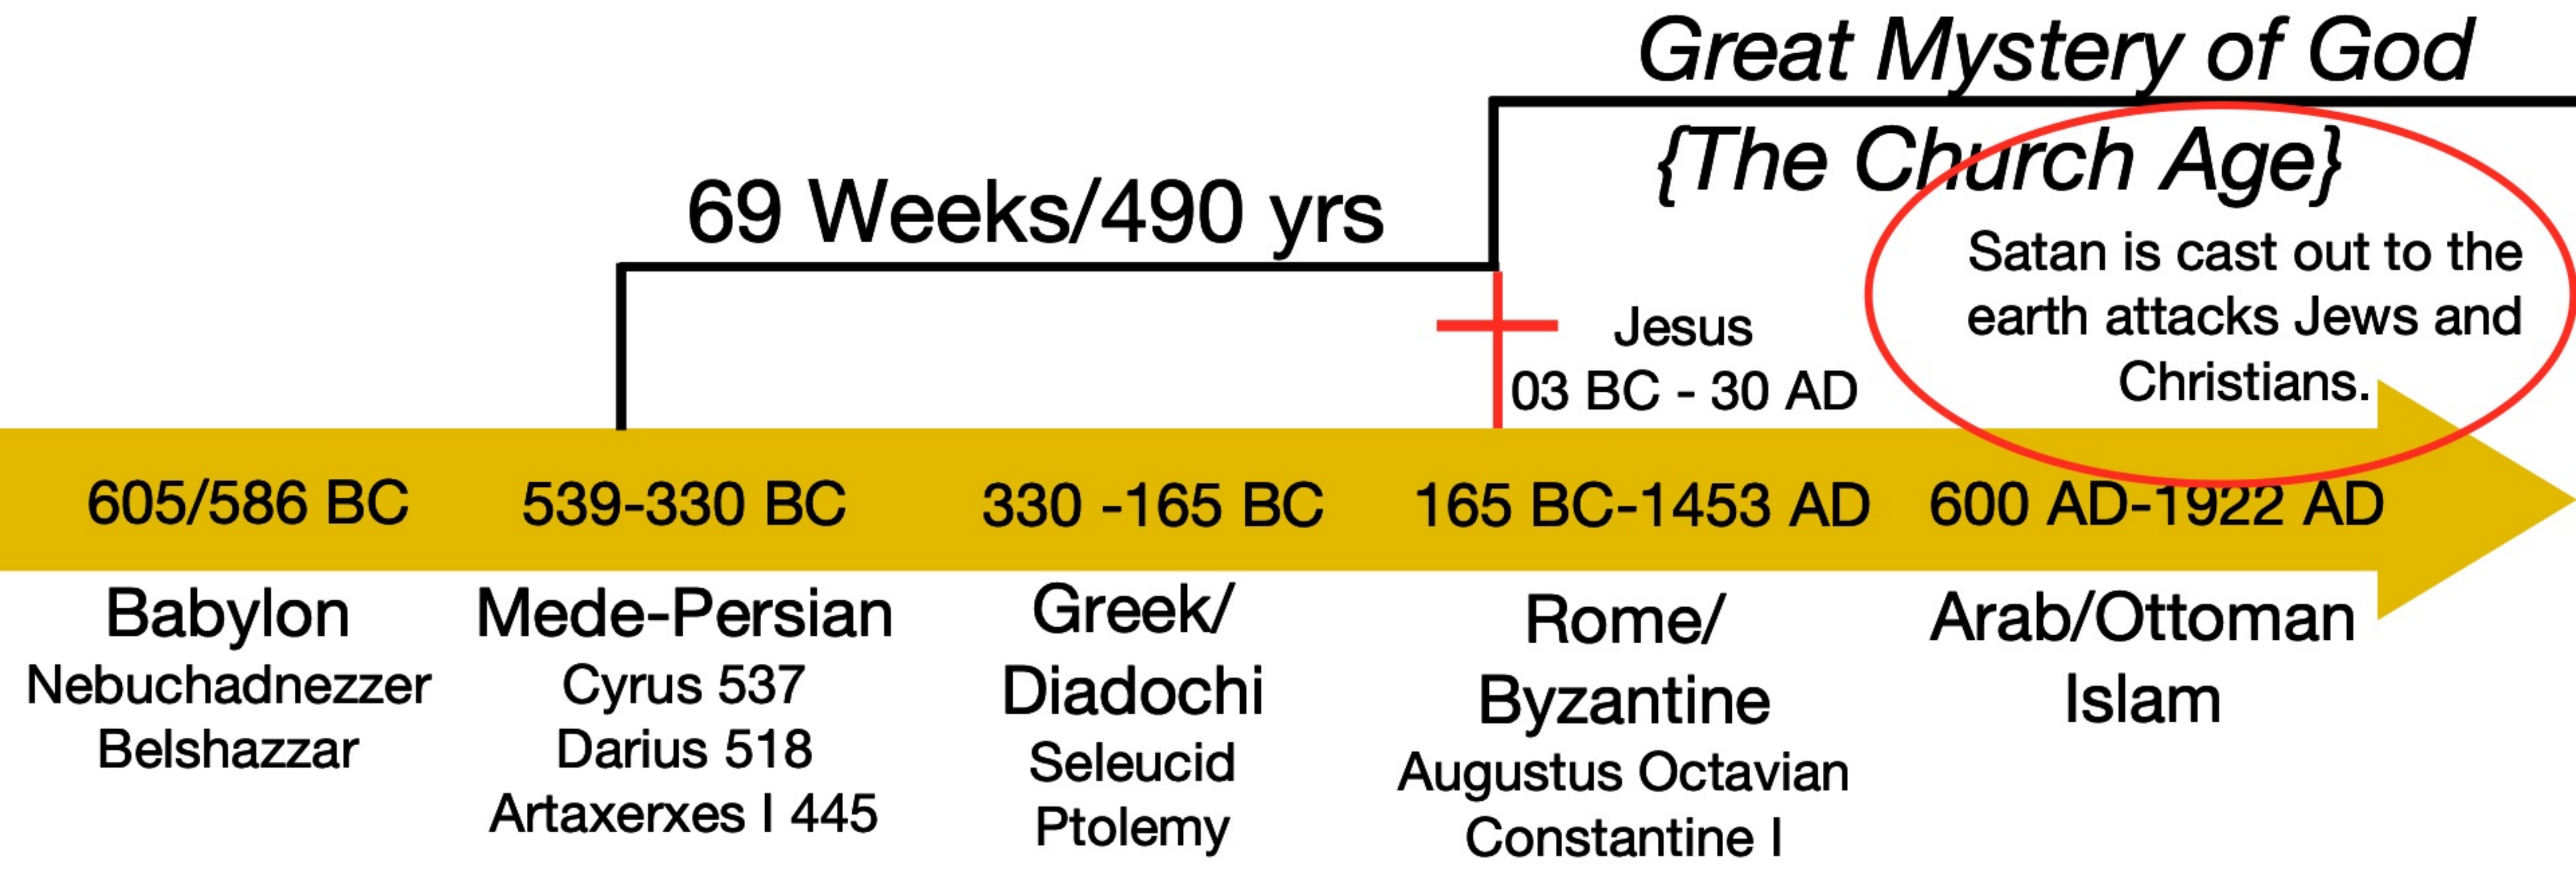 Great Mystery of God
{The Church Age}
69 Weeks/490 yrs
Satan is cast out to the
earth attacks Jews and
Christians.
Jesus
03 BC - 30 AD
605/586 BC
539-330 BC
330 -165 BC
165 BC-1453 AD
600 AD-1922 AD
Babylon
Nebuchadnezzer
Belshazzar
Mede-Persian
Cyrus 537
Darius 518
Artaxerxes I 445
Greek/
Diadochi
Seleucid
Ptolemy
Rome/
Byzantine
Augustus Octavian
Constantine I
Arab/Ottoman
Islam